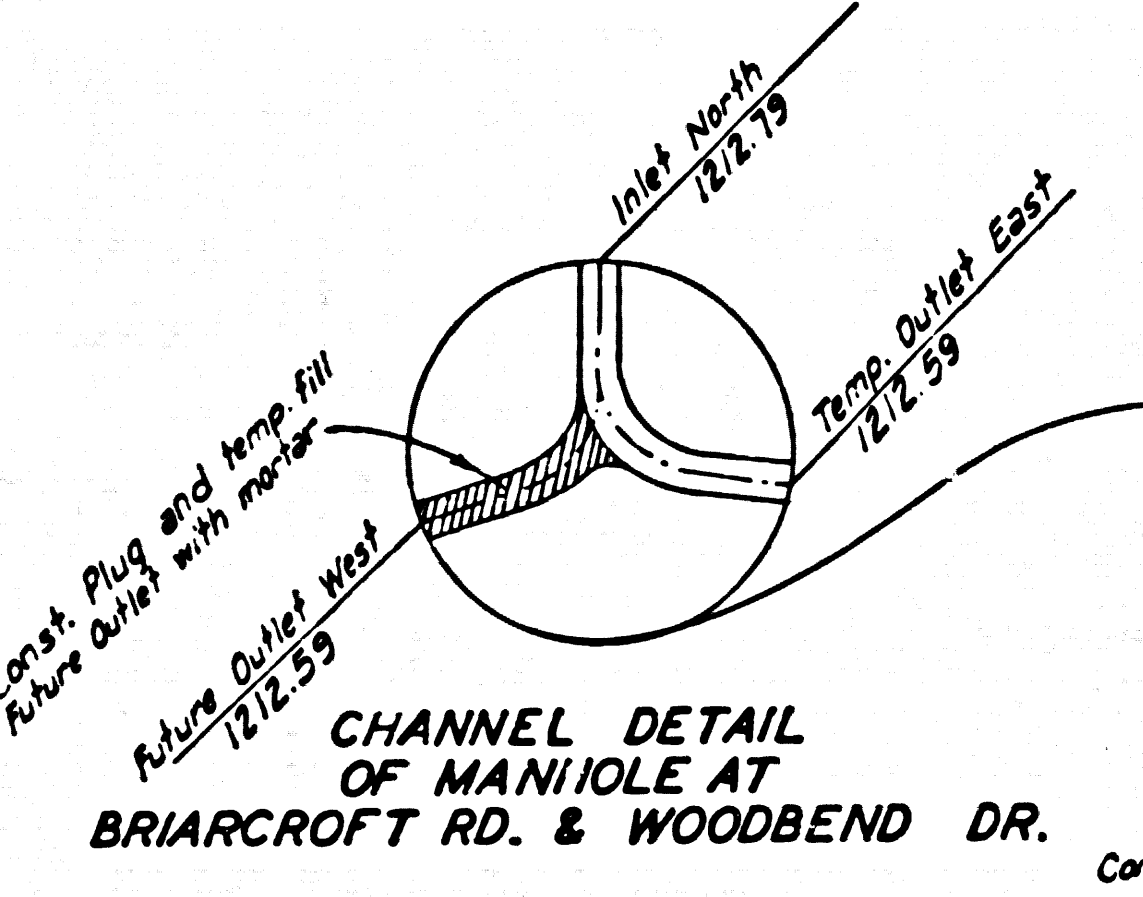 Inlet North
1212.79
Temp. Outlet East
1212.59
Const. Plug and temp. fill
Future Outlet with mortar
Future Outlet West
1212.59
CHANNEL DETAIL
OF MANHOLE AT
BRIARCROFT RD. & WOODBEND DR.